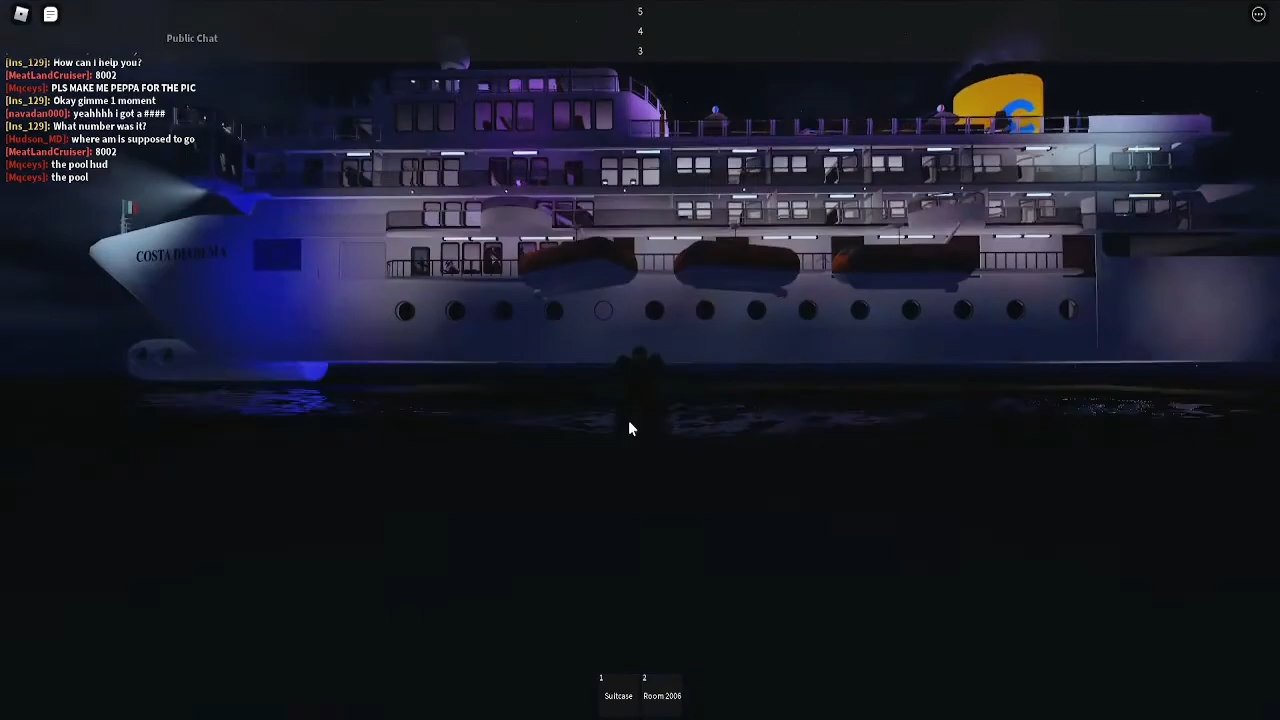 5
4
3
Public Chat
[Ins_129]: How can I help you?
[MeatLandCruiser]: 8002
[Mqceys]: PLS MAKE ME PEPPA FOR THE PIC
[Ins_129]: Okay gimme 1 moment
[navadan000]: yeahhhh i got a ####
[Ins_129]: What number was it?
[Hudson_MD]: where am is supposed to go
[MeatLandCruiser]: 8002
[Mqceys]: the pool hud
[Mqceys]: the pool
COSTA
C
1
Suitcase
2
Room 2006